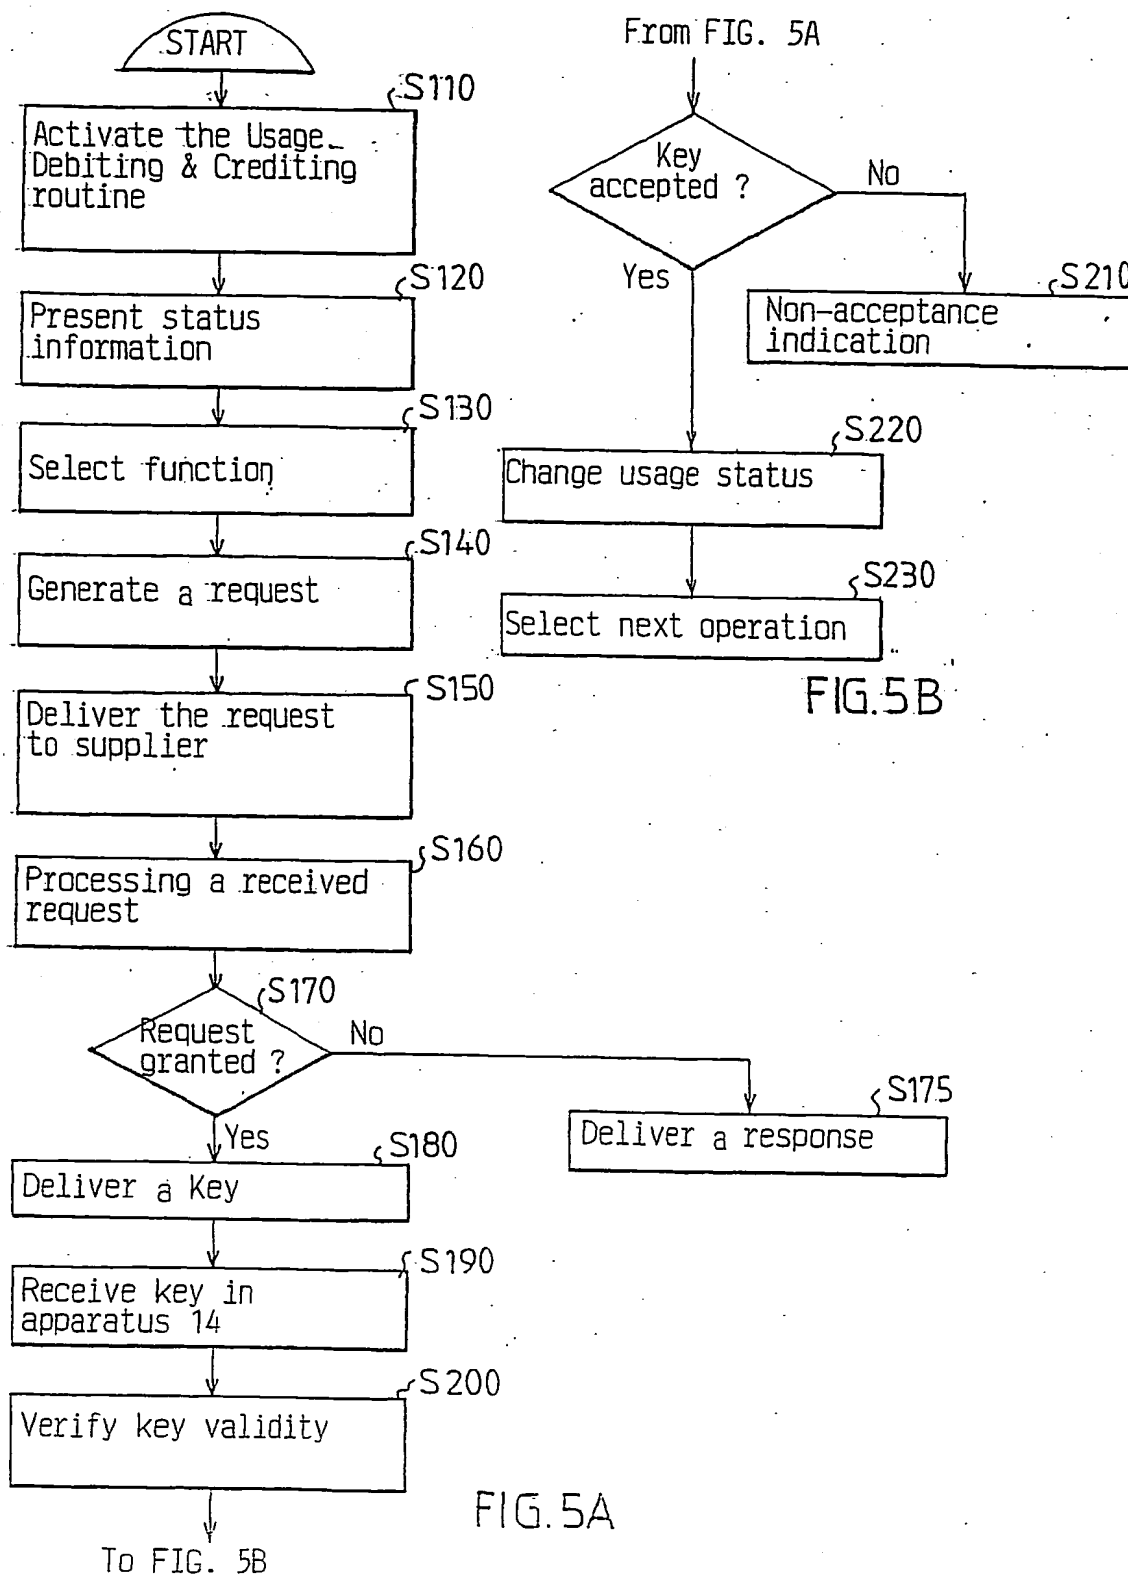 START
S110
Activate the Usage
Debiting & Crediting
routine
S120
Present status
information
S130
Select function
S140
Generate a request
S150
Deliver the request
to supplier
S160
Processing a received
request
S170
Request
granted ?
No
Yes
S175
Deliver a response
S180
Deliver a Key
S190
Receive key in
apparatus 14
S200
Verify key validity
To FIG. 5B
FIG.5A
From FIG. 5A
Key
accepted ?
No
Yes
S210
Non-acceptance
indication
S220
Change usage status
S230
Select next operation
FIG.5B